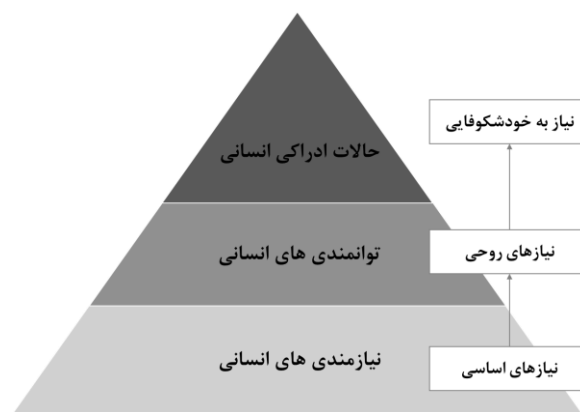 نیاز به خودشکوفایی
حالات ادراکی انسانی
توانمندی های انسانی
نیازهای روحی
نیازمندی های انسانی
نیازهای اساسی